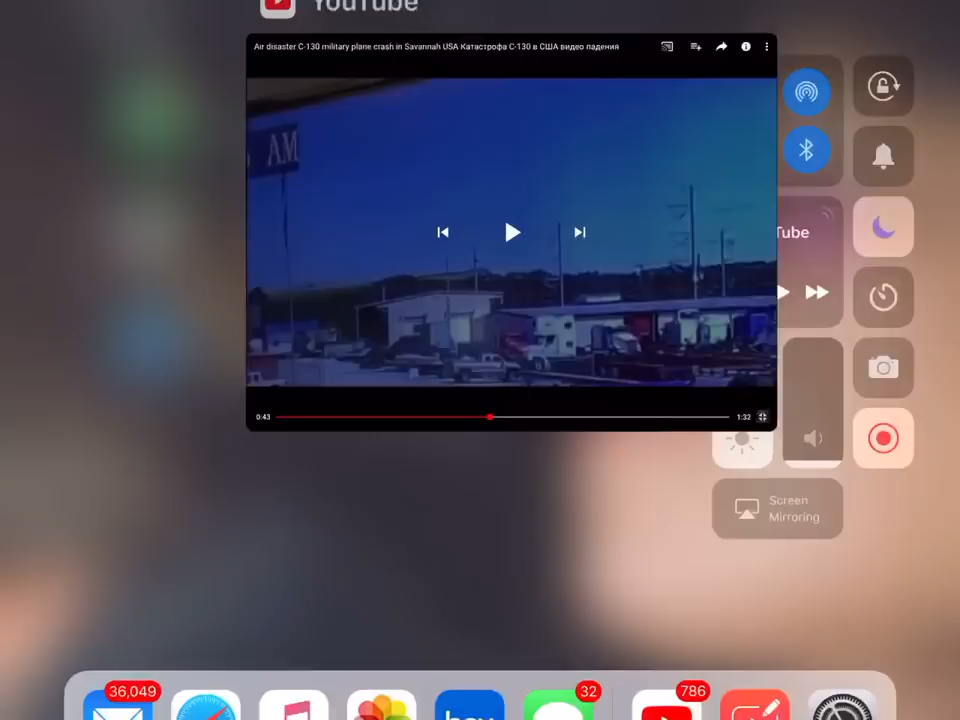 YouTube
Air disaster C-130 military plane crash in Savannah USA Катастрофа С-130 в США видео падения
AM
Tube
0:43
1:32
Screen
Mirroring
36,049
32
786
hay